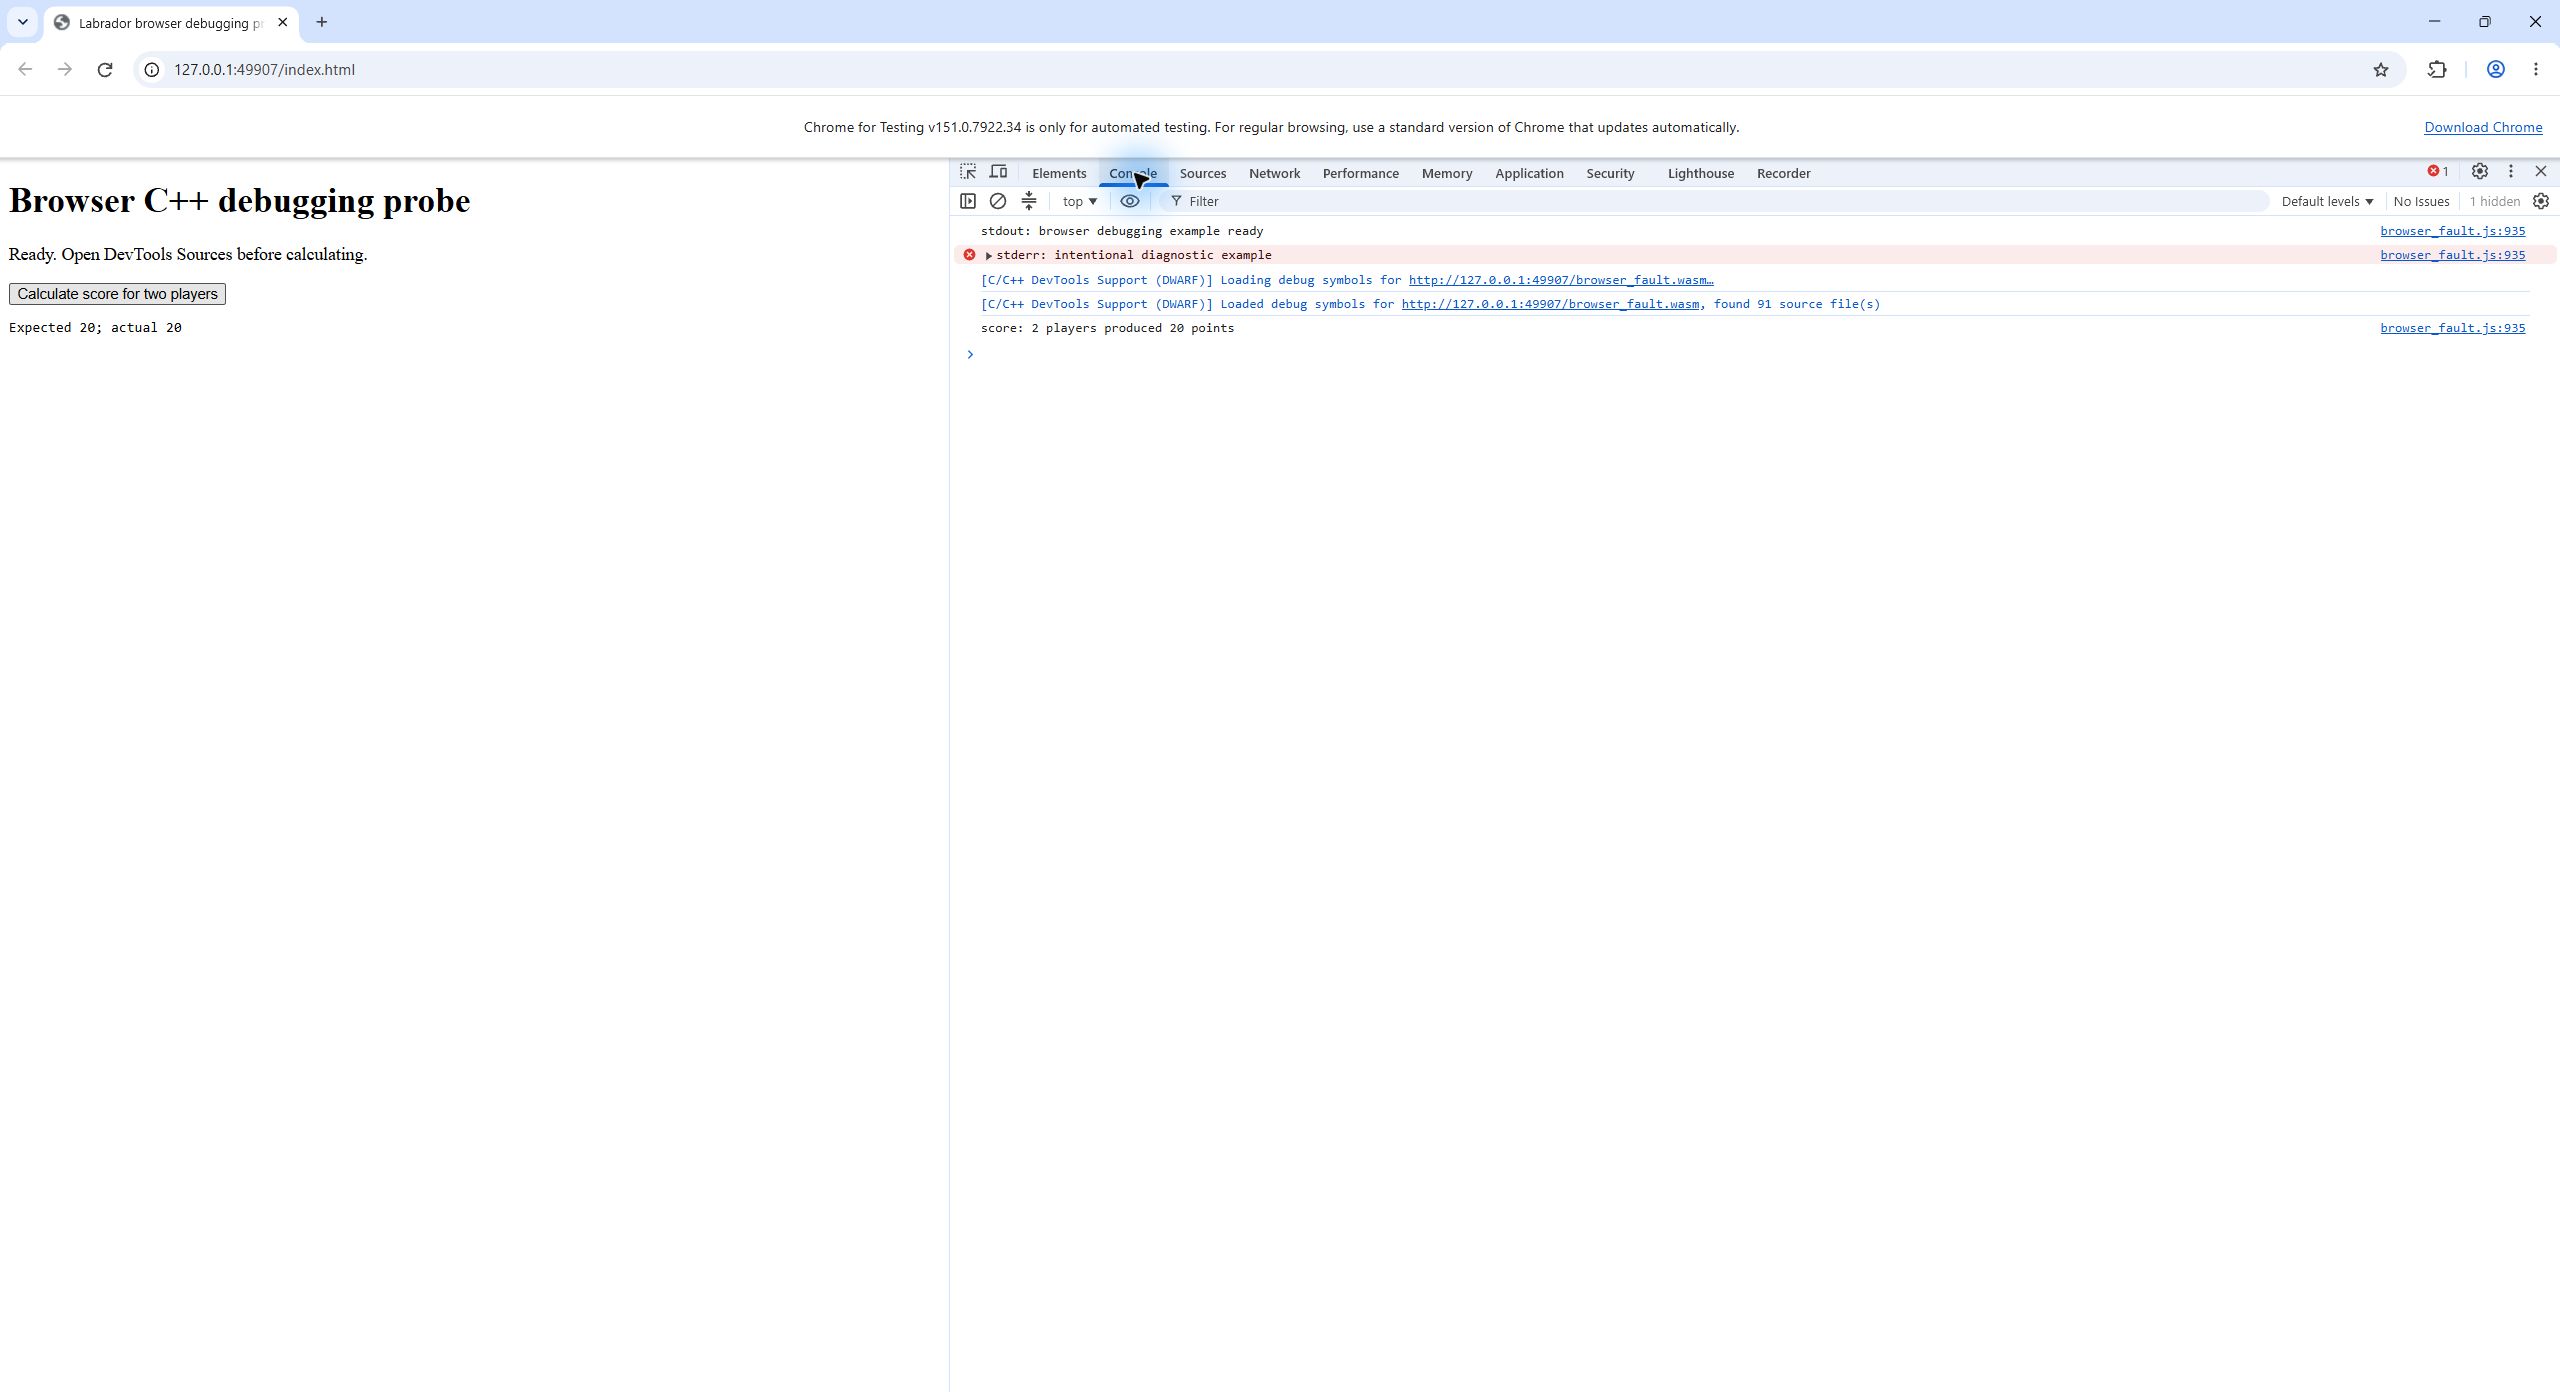 Labrador browser debugging pr
127.0.0.1:49907/index.html
Chrome for Testing v151.0.7922.34 is only for automated testing. For regular browsing, use a standard version of Chrome that updates automatically.
Download Chrome
Browser C++ debugging probe
Ready. Open DevTools Sources before calculating.
Calculate score for two players
Expected 20; actual 20
Elements Console Sources Network Performance Memory Application Security Lighthouse Recorder 1
top Filter Default levels No Issues 1 hidden
stdout: browser debugging example ready browser_fault.js:935
stderr: intentional diagnostic example browser_fault.js:935
[C/C++ DevTools Support (DWARF)] Loading debug symbols for http://127.0.0.1:49907/browser_fault.wasm…
[C/C++ DevTools Support (DWARF)] Loaded debug symbols for http://127.0.0.1:49907/browser_fault.wasm, found 91 source file(s)
score: 2 players produced 20 points browser_fault.js:935